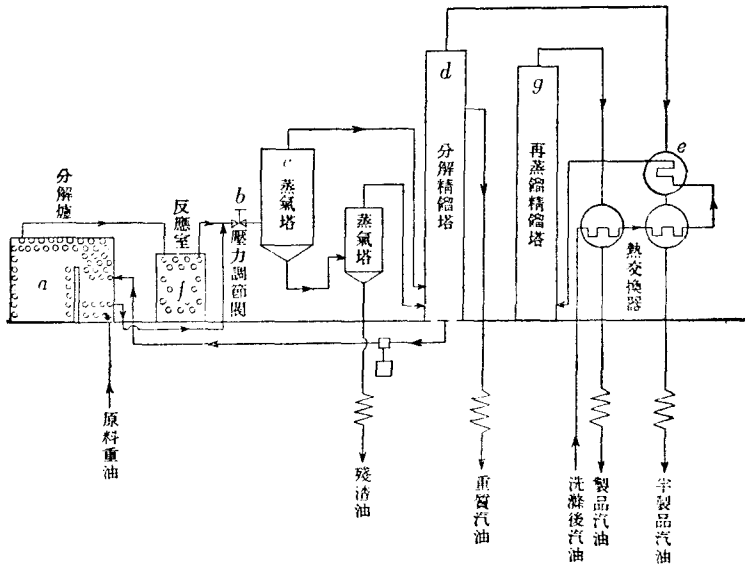 d
分解精餾塔
g
再蒸餾精餾塔
e
c
蒸氣塔
蒸氣塔
b
壓力調節閥
分解爐
a
反應室
f
熱交換器
原料重油
殘渣油
重質汽油
洗滌後汽油
製品汽油
半製品汽油